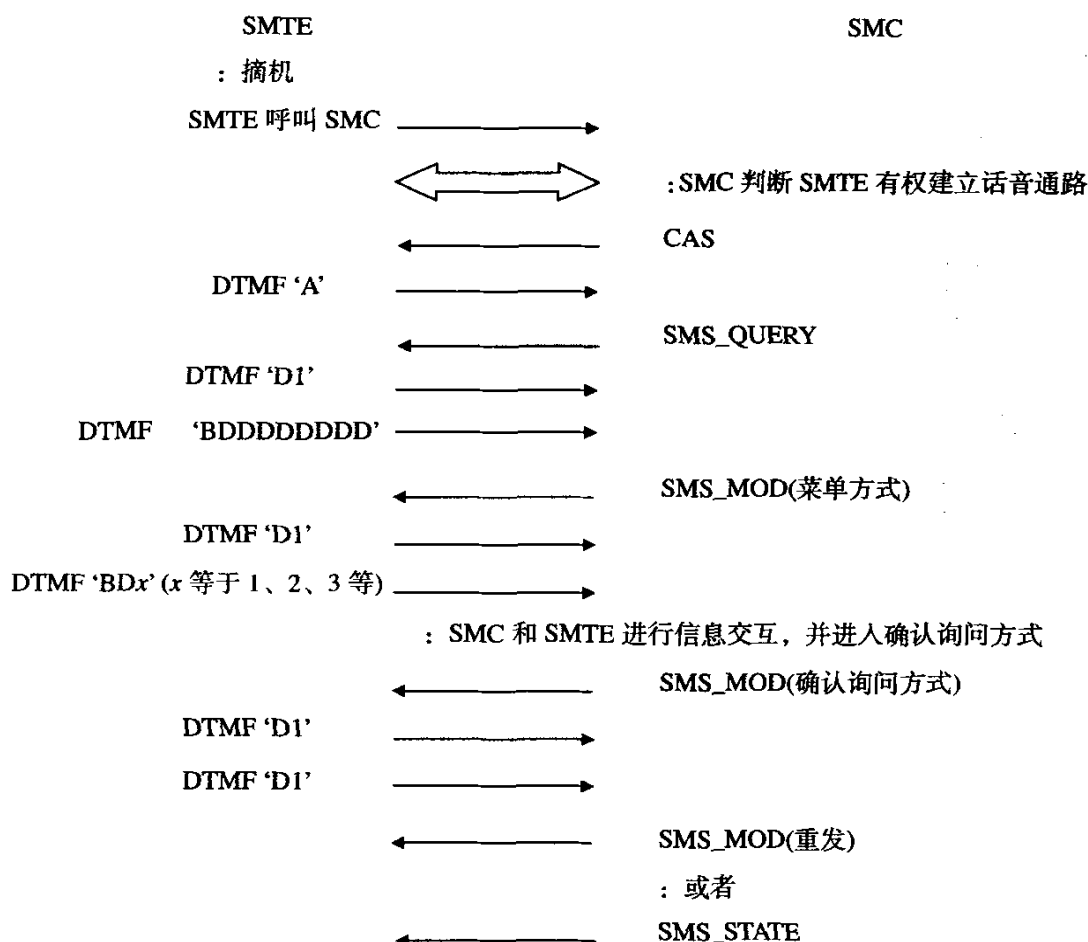 SMTE SMC
：摘机
SMTE 呼叫 SMC
：SMC 判断 SMTE 有权建立话音通路
CAS
DTMF ‘A’
SMS_QUERY
DTMF ‘D1’
DTMF ‘BDDDDDDDD’
SMS_MOD(菜单方式)
DTMF ‘D1’
DTMF ‘BDx’ (x 等于 1、2、3 等)
：SMC 和 SMTE 进行信息交互，并进入确认询问方式
SMS_MOD(确认询问方式)
DTMF ‘D1’
DTMF ‘D1’
SMS_MOD(重发)
：或者
SMS_STATE